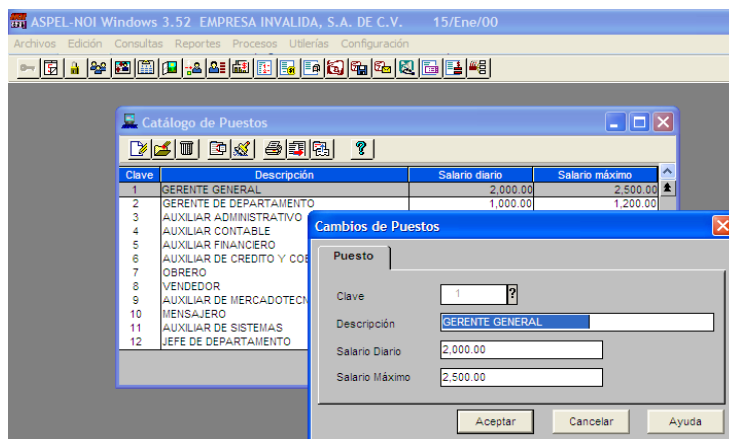 ASPEL-NOI Windows 3.52 EMPRESA INVALIDA, S.A. DE C.V. 15/Ene/00
Archivos Edición Consultas Reportes Procesos Utilerías Configuración
Catálogo de Puestos
Clave Descripción Salario diario Salario máximo
1 GERENTE GENERAL 2,000.00 2,500.00
2 GERENTE DE DEPARTAMENTO 1,000.00 1,200.00
3 AUXILIAR ADMINISTRATIVO
4 AUXILIAR CONTABLE
5 AUXILIAR FINANCIERO
6 AUXILIAR DE CREDITO Y COB
7 OBRERO
8 VENDEDOR
9 AUXILIAR DE MERCADOTECN
10 MENSAJERO
11 AUXILIAR DE SISTEMAS
12 JEFE DE DEPARTAMENTO
Cambios de Puestos
Puesto
Clave 1 ?
Descripción GERENTE GENERAL
Salario Diario 2,000.00
Salario Máximo 2,500.00
Aceptar Cancelar Ayuda